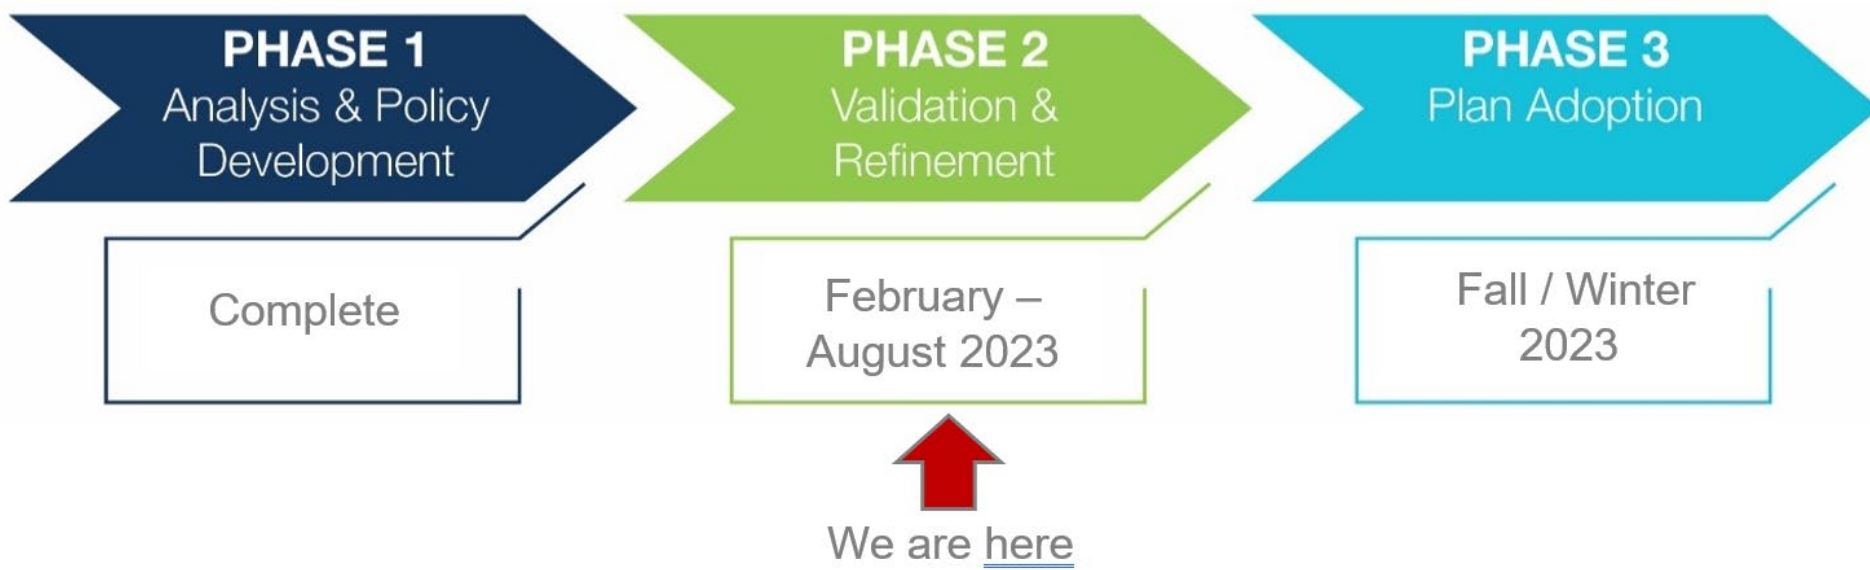 PHASE 1
Analysis & Policy
Development
Complete
PHASE 2
Validation &
Refinement
February –
August 2023
PHASE 3
Plan Adoption
Fall / Winter
2023
We are here